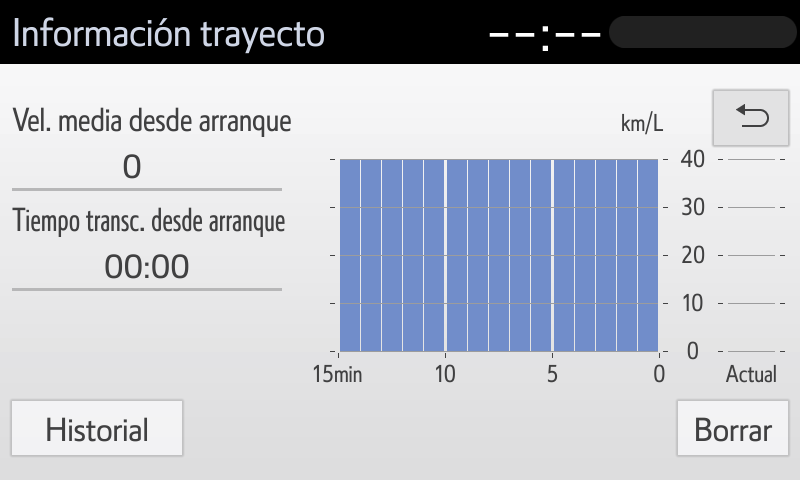 Información trayecto
--:--
Vel. media desde arranque
0
Tiempo transc. desde arranque
00:00
km/L
40
30
20
10
0
15min 10 5 0 Actual
Historial
Borrar